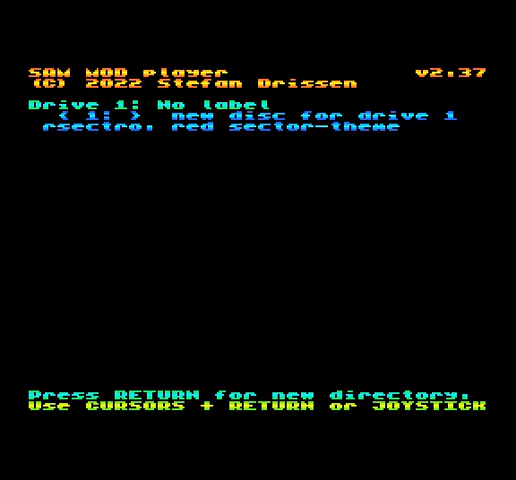 SAM MOD player v2.37
(C) 2022 Stefan Drissen
Drive 1: No label
( 1: ) new disc for drive 1
rsectro. red sector-theme
Press RETURN for new directory.
Use CURSORS + RETURN or JOYSTICK